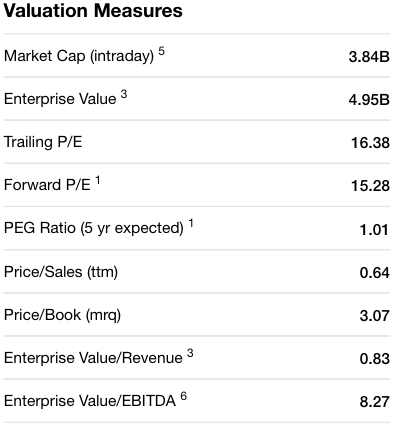 Valuation Measures
Market Cap (intraday) 5 3.84B
Enterprise Value 3 4.95B
Trailing P/E 16.38
Forward P/E 1 15.28
PEG Ratio (5 yr expected) 1 1.01
Price/Sales (ttm) 0.64
Price/Book (mrq) 3.07
Enterprise Value/Revenue 3 0.83
Enterprise Value/EBITDA 6 8.27